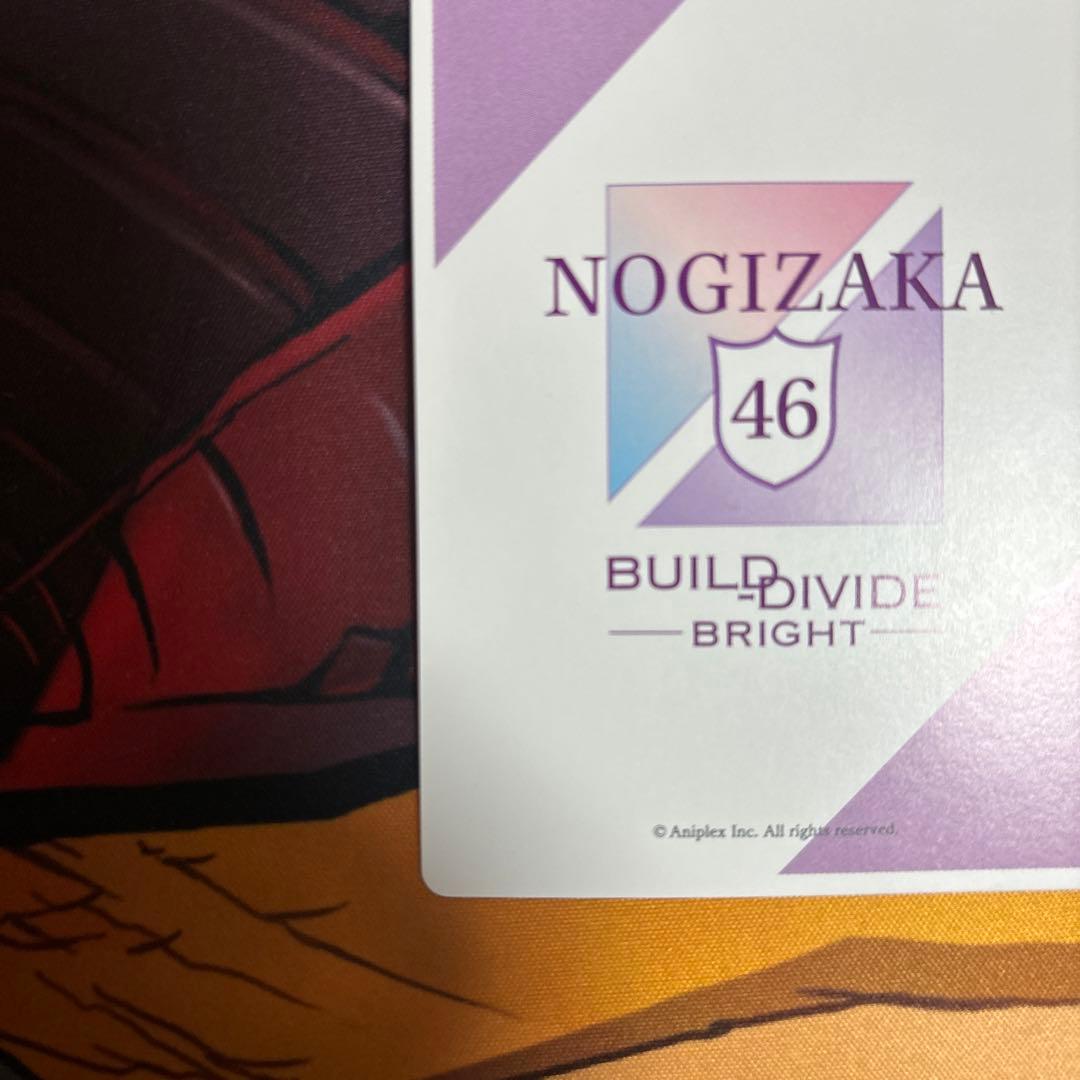 NOGIZAKA
46
BUILD-DIVIDE
BRIGHT
© Aniplex Inc. All rights reserved.